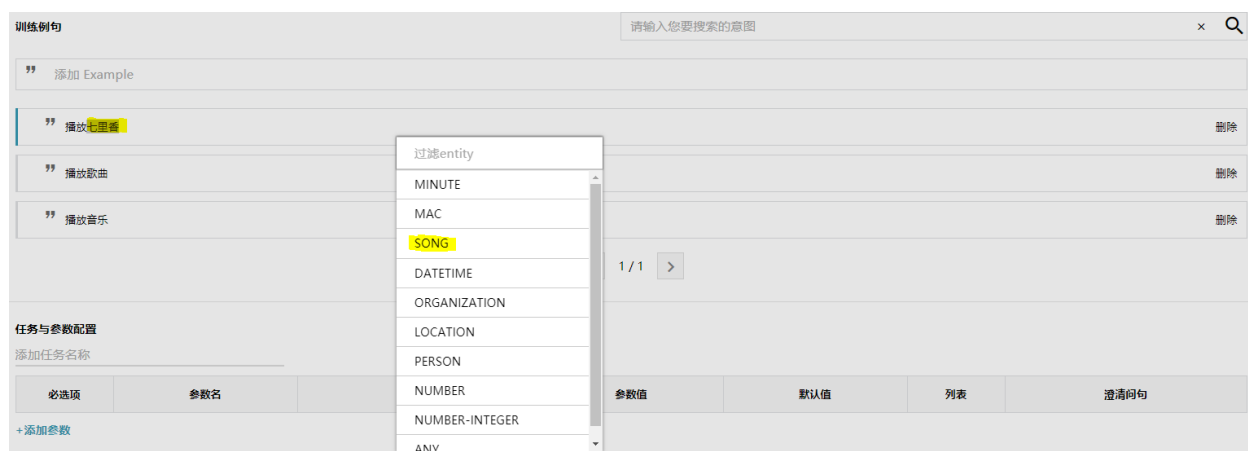 训练例句
请输入您要搜索的意图 ×
添加 Example
播放七里香 删除
播放歌曲 删除
播放音乐 删除
过滤entity
MINUTE
MAC
SONG
DATETIME
ORGANIZATION
LOCATION
PERSON
NUMBER
NUMBER-INTEGER
ANY
1 / 1 >
任务与参数配置
添加任务名称
必选项 参数名 参数值 默认值 列表 澄清问句
+添加参数